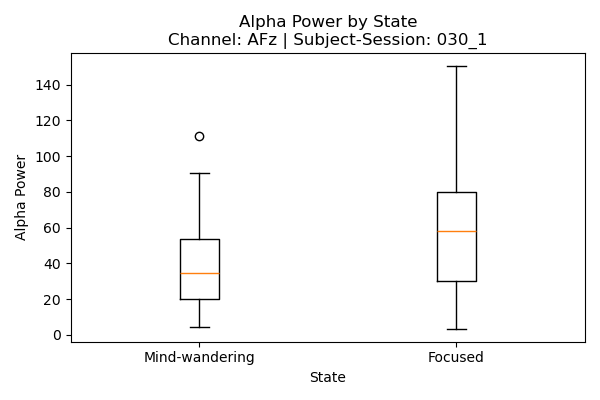 Alpha Power by State
Channel: AFz | Subject-Session: 030_1
Alpha Power
140
120
100
80
60
40
20
0
Mind-wandering
Focused
State